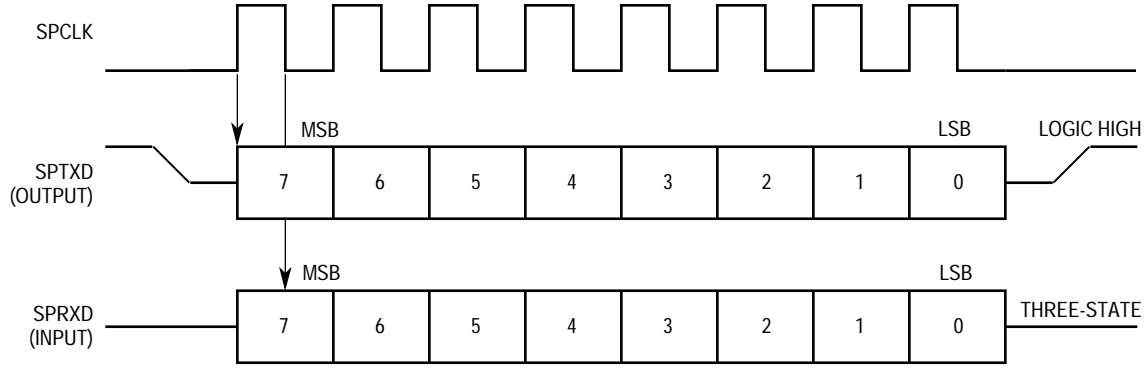 SPCLK
MSB
LSB
LOGIC HIGH
SPTXD
(OUTPUT)
7 6 5 4 3 2 1 0
MSB
LSB
SPRXD
(INPUT)
7 6 5 4 3 2 1 0
THREE-STATE